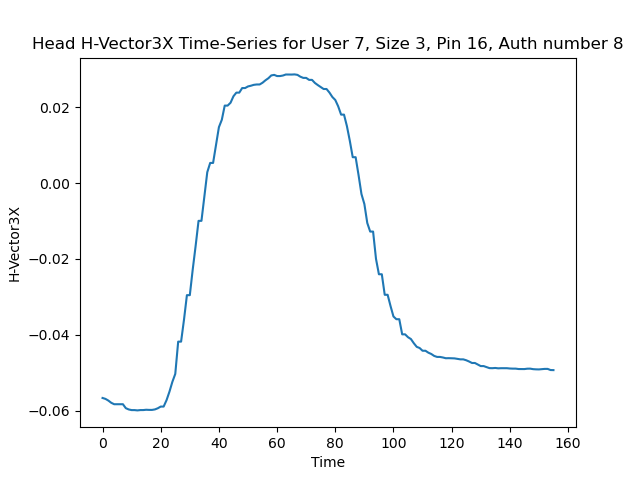 Head H-Vector3X Time-Series for User 7, Size 3, Pin 16, Auth number 8
H-Vector3X
0.02
0.00
−0.02
−0.04
−0.06
0 20 40 60 80 100 120 140 160
Time